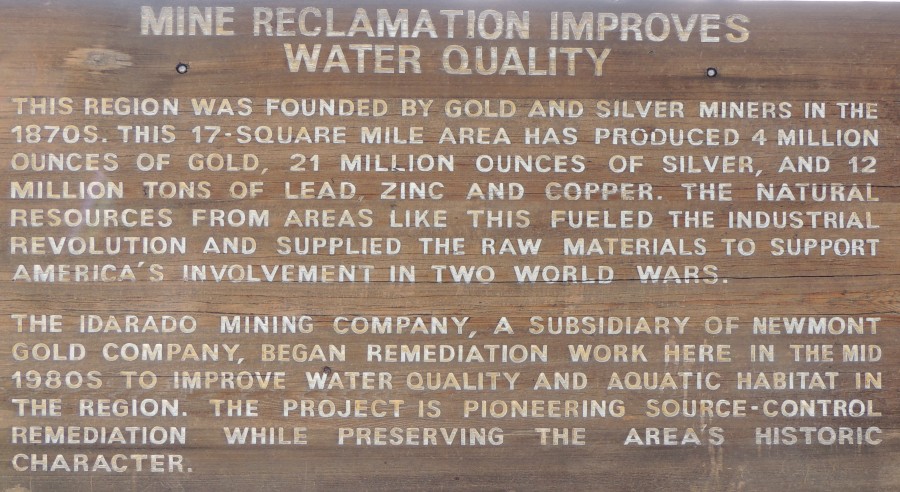 MINE RECLAMATION IMPROVES
WATER QUALITY
THIS REGION WAS FOUNDED BY GOLD AND SILVER MINERS IN THE
1870S. THIS 17-SQUARE MILE AREA HAS PRODUCED 4 MILLION
OUNCES OF GOLD, 21 MILLION OUNCES OF SILVER, AND 12
MILLION TONS OF LEAD, ZINC AND COPPER. THE NATURAL
RESOURCES FROM AREAS LIKE THIS FUELED THE INDUSTRIAL
REVOLUTION AND SUPPLIED THE RAW MATERIALS TO SUPPORT
AMERICA'S INVOLVEMENT IN TWO WORLD WARS.
THE IDARADO MINING COMPANY, A SUBSIDIARY OF NEWMONT
GOLD COMPANY, BEGAN REMEDIATION WORK HERE IN THE MID
1980S TO IMPROVE WATER QUALITY AND AQUATIC HABITAT IN
THE REGION. THE PROJECT IS PIONEERING SOURCE-CONTROL
REMEDIATION WHILE PRESERVING THE AREA'S HISTORIC
CHARACTER.